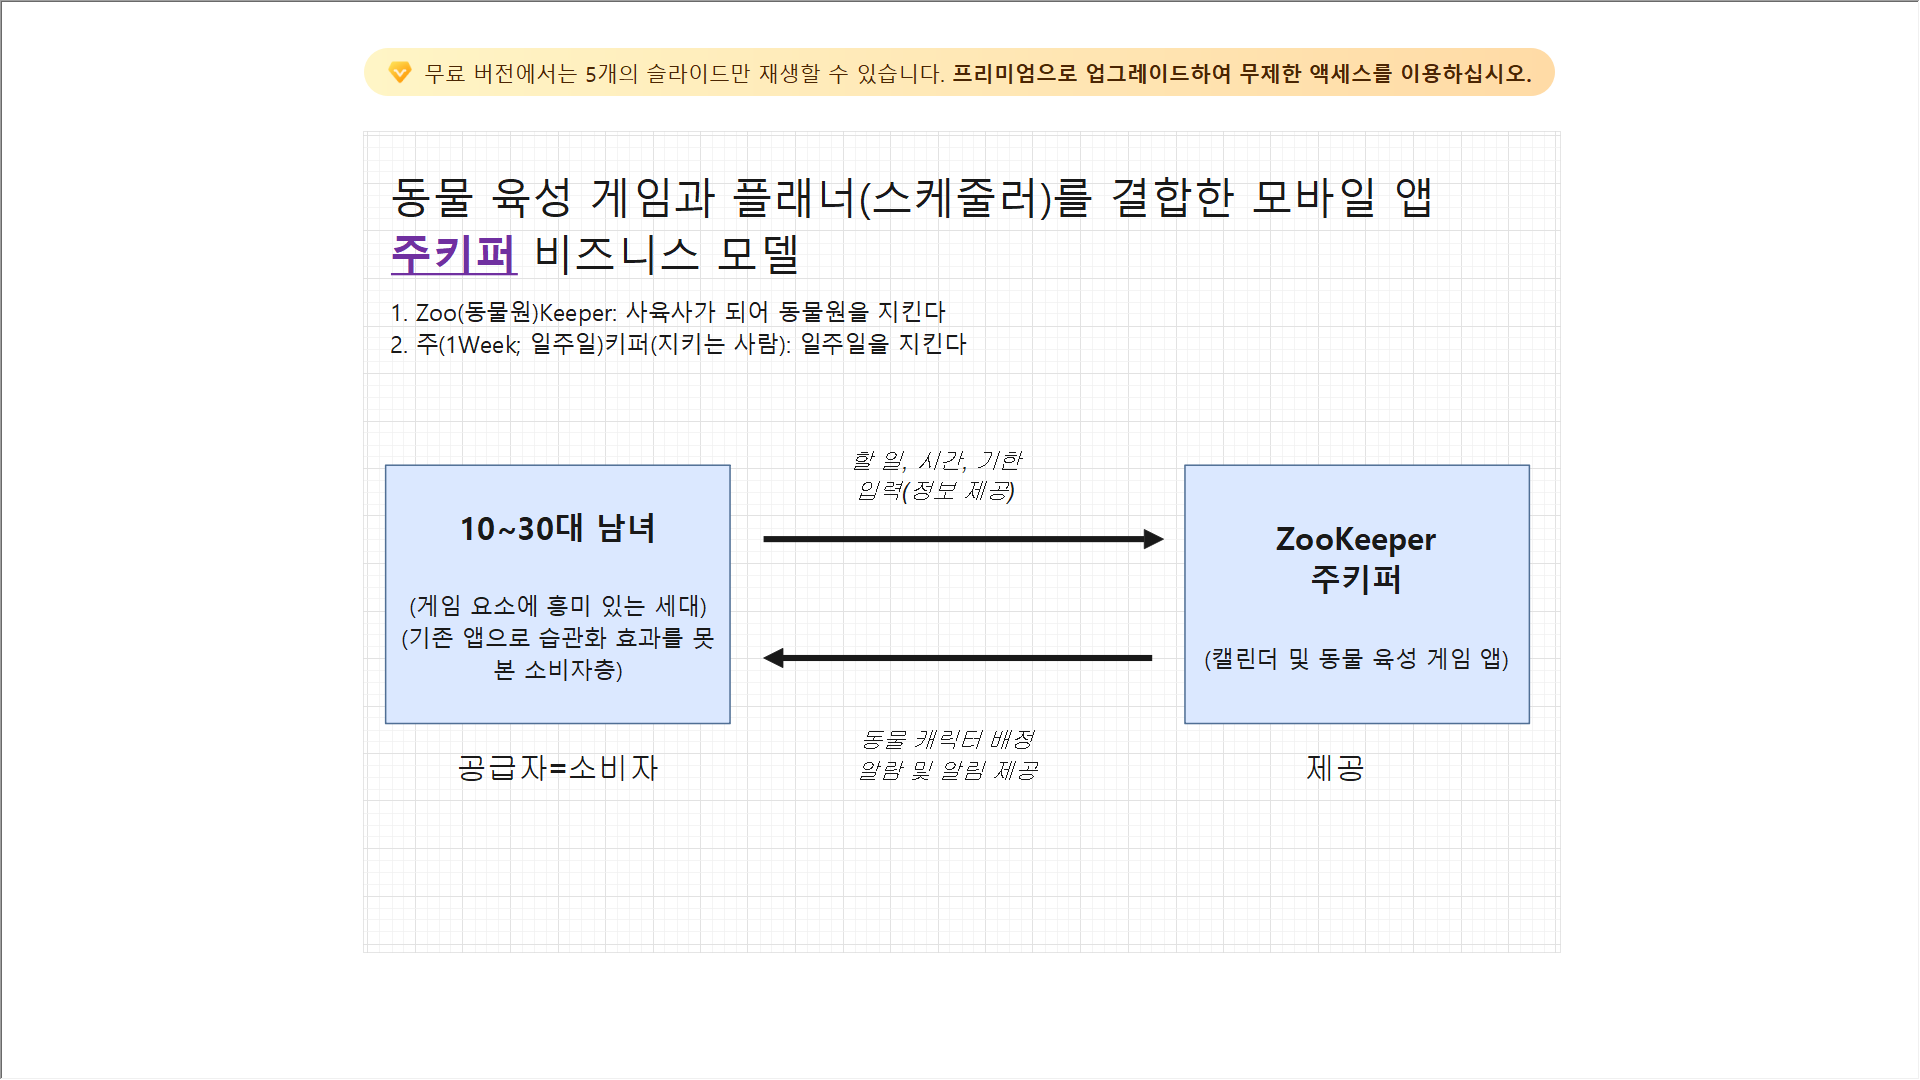 무료 버전에서는 5개의 슬라이드만 재생할 수 있습니다. 프리미엄으로 업그레이드하여 무제한 액세스를 이용하십시오.
동물 육성 게임과 플래너(스케줄러)를 결합한 모바일 앱
주키퍼 비즈니스 모델
1. Zoo(동물원)Keeper: 사육사가 되어 동물원을 지킨다
2. 주(1Week; 일주일)키퍼(지키는 사람): 일주일을 지킨다
할 일, 시간, 기한
입력(정보 제공)
10~30대 남녀
(게임 요소에 흥미 있는 세대)
(기존 앱으로 습관화 효과를 못
본 소비자층)
ZooKeeper
주키퍼
(캘린더 및 동물 육성 게임 앱)
동물 캐릭터 배정
알람 및 알림 제공
공급자=소비자
제공